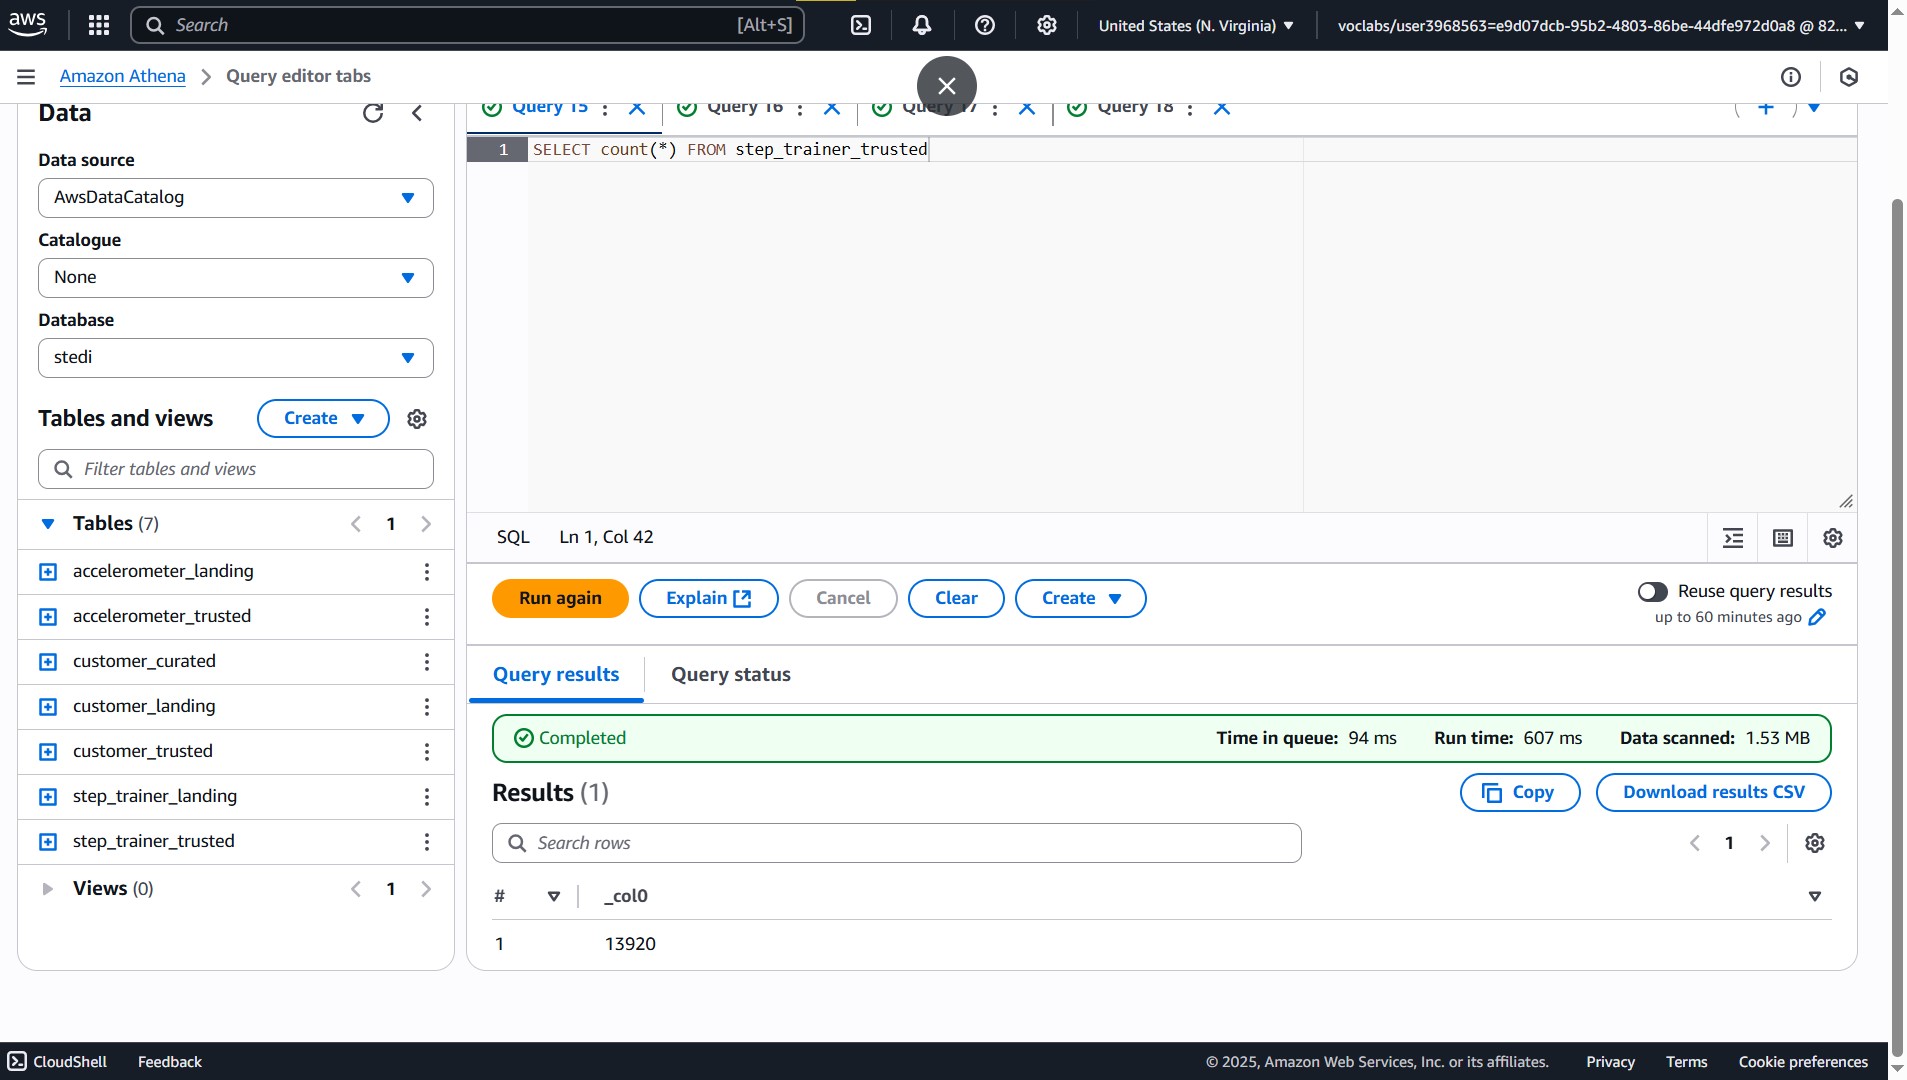 aws
Search [Alt+S] United States (N. Virginia) voclabs/user3968563=e9d07dcb-95b2-4803-86be-44dfe972d0a8 @ 82...
Amazon Athena Query editor tabs
Data
Data source
AwsDataCatalog
Catalogue
None
Database
stedi
Tables and views Create
Filter tables and views
Tables (7) 1
accelerometer_landing
accelerometer_trusted
customer_curated
customer_landing
customer_trusted
step_trainer_landing
step_trainer_trusted
Views (0) 1
Query 15 Query 16 Query 17 Query 18
1 SELECT count(*) FROM step_trainer_trusted
SQL Ln 1, Col 42
Run again Explain Cancel Clear Create Reuse query results
up to 60 minutes ago
Query results Query status
Completed Time in queue: 94 ms Run time: 607 ms Data scanned: 1.53 MB
Results (1) Copy Download results CSV
Search rows 1
# _col0
1 13920
CloudShell Feedback © 2025, Amazon Web Services, Inc. or its affiliates. Privacy Terms Cookie preferences